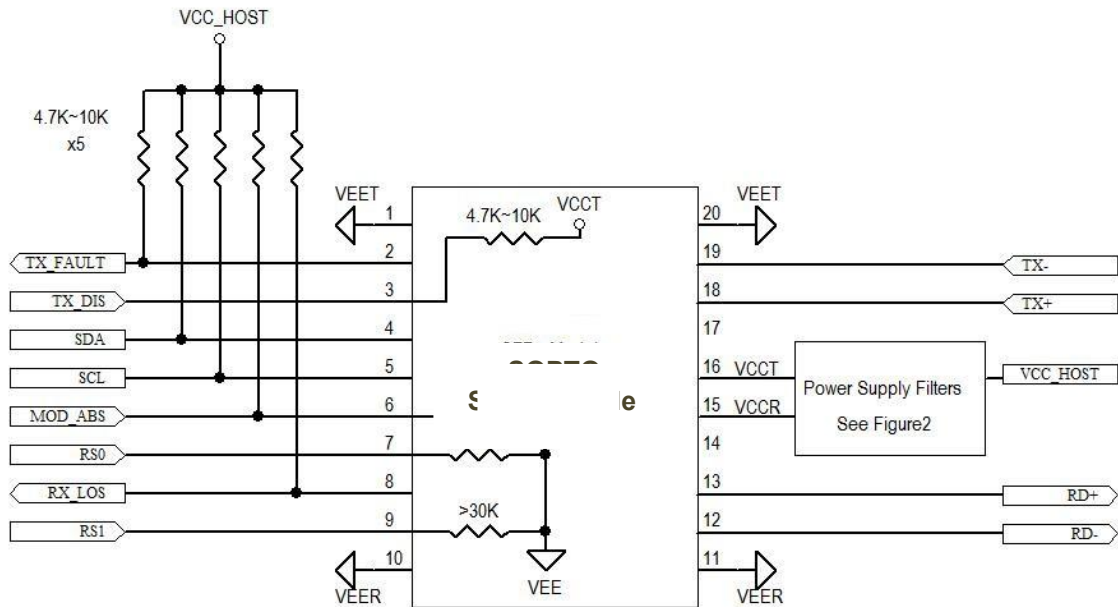 VCC_HOST
4.7K~10K
x5
VEET
1
4.7K~10K
VCCT
20
VEET
TX_FAULT
2
19
TX-
TX_DIS
3
18
TX+
SDA
4
17
SCL
5
16
VCCT
Power Supply Filters
See Figure2
VCC_HOST
MOD_ABS
6
15
VCCR
RS0
7
14
RX_LOS
8
13
RD+
RS1
9
>30K
12
RD-
10
VEER
VEE
11
VEER